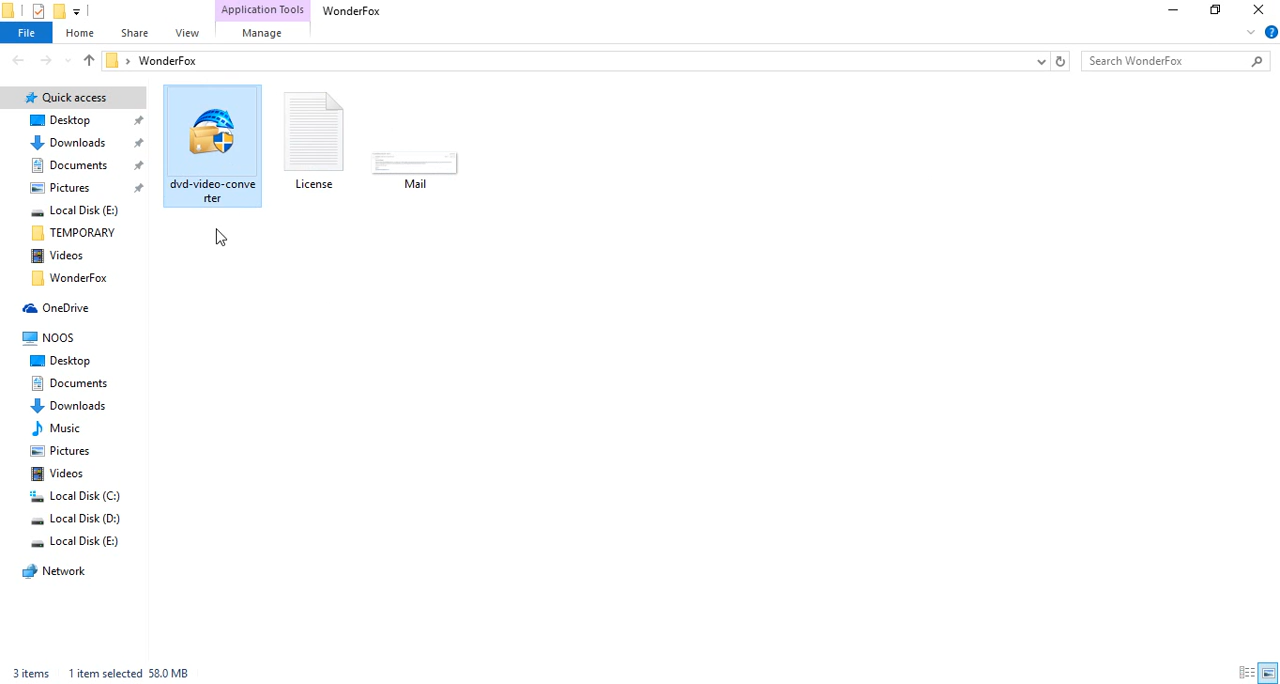 Application Tools
WonderFox
File
Home
Share
View
Manage
WonderFox
Search WonderFox
Quick access
Desktop
Downloads
Documents
Pictures
Local Disk (E:)
TEMPORARY
Videos
WonderFox
OneDrive
NOOS
Desktop
Documents
Downloads
Music
Pictures
Videos
Local Disk (C:)
Local Disk (D:)
Local Disk (E:)
Network
dvd-video-conve
rter
License
Mail
3 items
1 item selected 58.0 MB